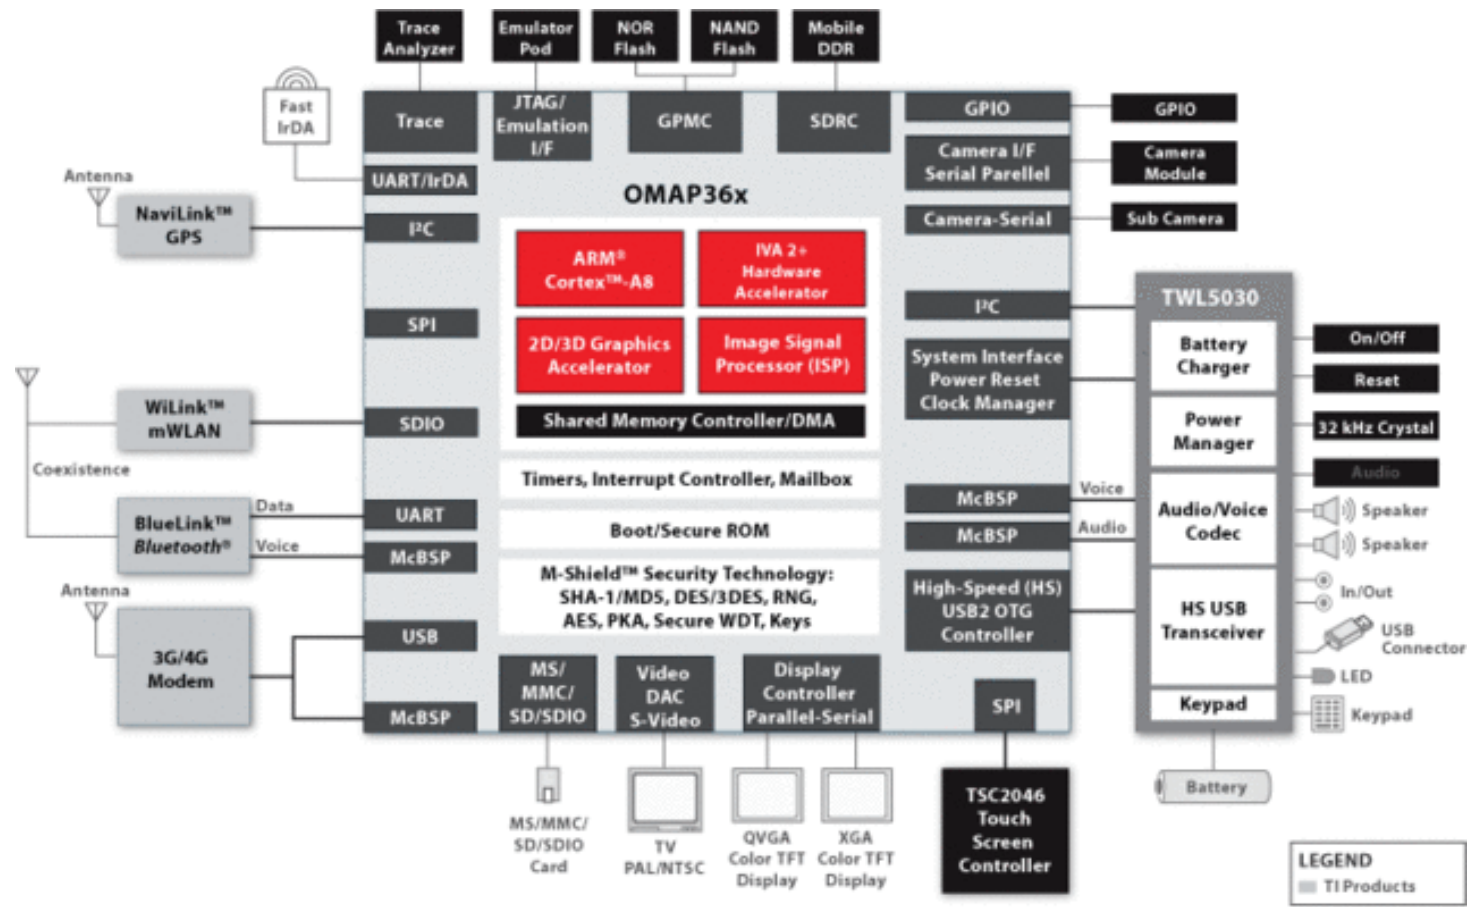 Trace
Analyzer
Emulator
Pod
NOR
Flash
NAND
Flash
Mobile
DDR
Fast
IrDA
Trace
JTAG/
Emulation
I/F
GPMC
SDRC
GPIO
GPIO
Camera I/F
Serial Parellel
Camera
Module
UART/IrDA
OMAP36x
Antenna
NaviLink™
GPS
I²C
Camera-Serial
Sub Camera
ARM®
Cortex™-A8
IVA 2+
Hardware
Accelerator
I²C
TWL5030
SPI
2D/3D Graphics
Accelerator
Image Signal
Processor (ISP)
System Interface
Power Reset
Clock Manager
Battery
Charger
On/Off
Reset
WiLink™
mWLAN
SDIO
Shared Memory Controller/DMA
Power
Manager
32 kHz Crystal
Coexistence
Timers, Interrupt Controller, Mailbox
Audio
BlueLink™
Bluetooth®
Data
Voice
UART
McBSP
Boot/Secure ROM
McBSP
McBSP
Voice
Audio
Audio/Voice
Codec
Speaker
Speaker
M-Shield™ Security Technology:
SHA-1/MD5, DES/3DES, RNG,
AES, PKA, Secure WDT, Keys
High-Speed (HS)
USB2 OTG
Controller
HS USB
Transceiver
In/Out
USB
Connector
LED
Antenna
3G/4G
Modem
USB
McBSP
MS/
MMC/
SD/SDIO
Video
DAC
S-Video
Display
Controller
Parallel-Serial
SPI
Keypad
Keypad
MS/MMC/
SD/SDIO
Card
TV
PAL/NTSC
QVGA
Color TFT
Display
XGA
Color TFT
Display
TSC2046
Touch
Screen
Controller
Battery
LEGEND
TI Products